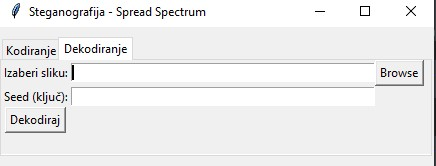 Steganografija - Spread Spectrum
Kodiranje Dekodiranje
Izaberi sliku: Browse
Seed (ključ):
Dekodiraj